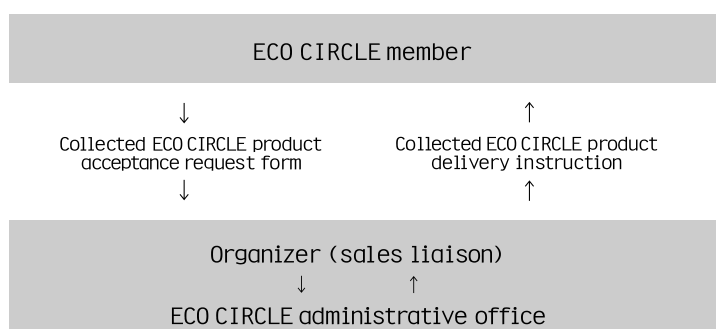 ECO CIRCLE member
↓ ↑
Collected ECO CIRCLE product
acceptance request form
Collected ECO CIRCLE product
delivery instruction
↓ ↑
Organizer (sales liaison)
↓ ↑
ECO CIRCLE administrative office